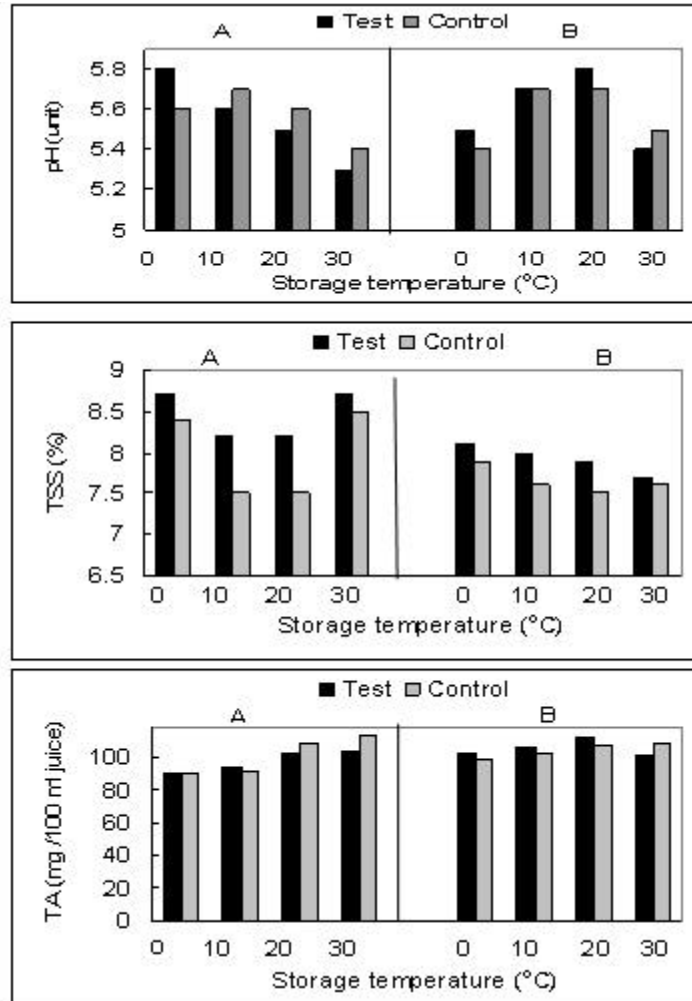 Test Control
A B
pH (unit)
5.8
5.6
5.4
5.2
5
0 10 20 30 0 10 20 30
Storage temperature (°C)
Test Control
A B
TSS (%)
9
8.5
8
7.5
7
6.5
0 10 20 30 0 10 20 30
Storage temperature (°C)
Test Control
A B
TA (mg /100 ml juice)
100
80
60
40
20
0
0 10 20 30 0 10 20 30
Storage temperature (°C)